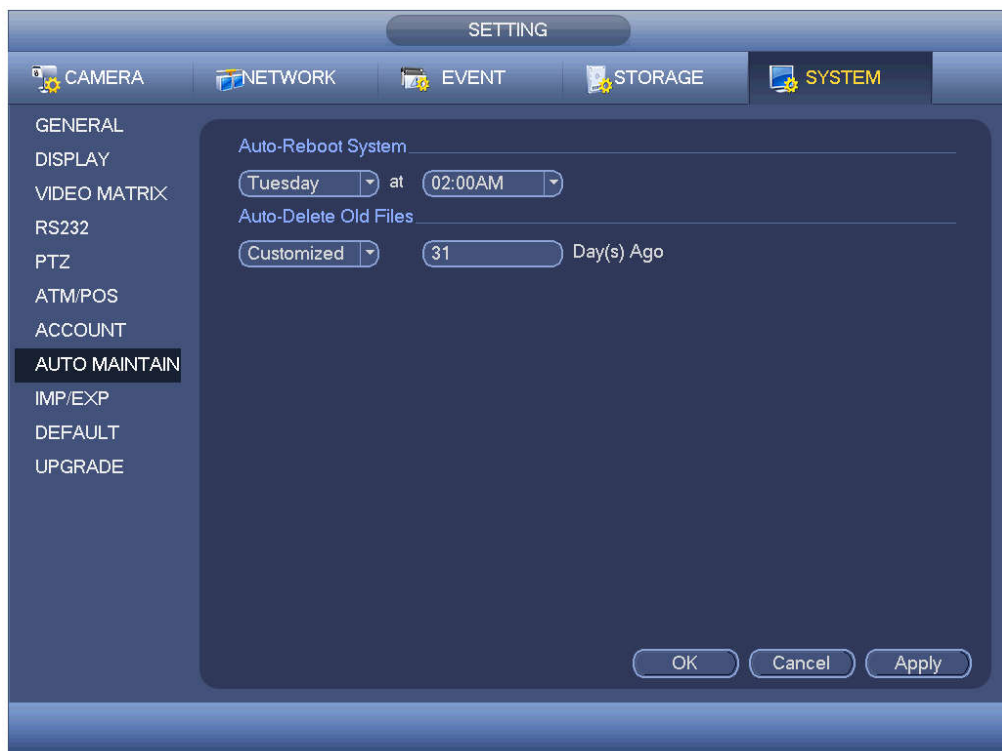 SETTING
CAMERA NETWORK EVENT STORAGE SYSTEM
GENERAL
DISPLAY
VIDEO MATRIX
RS232
PTZ
ATM/POS
ACCOUNT
AUTO MAINTAIN
IMP/EXP
DEFAULT
UPGRADE
Auto-Reboot System
Tuesday at 02:00AM
Auto-Delete Old Files
Customized 31 Day(s) Ago
OK Cancel Apply